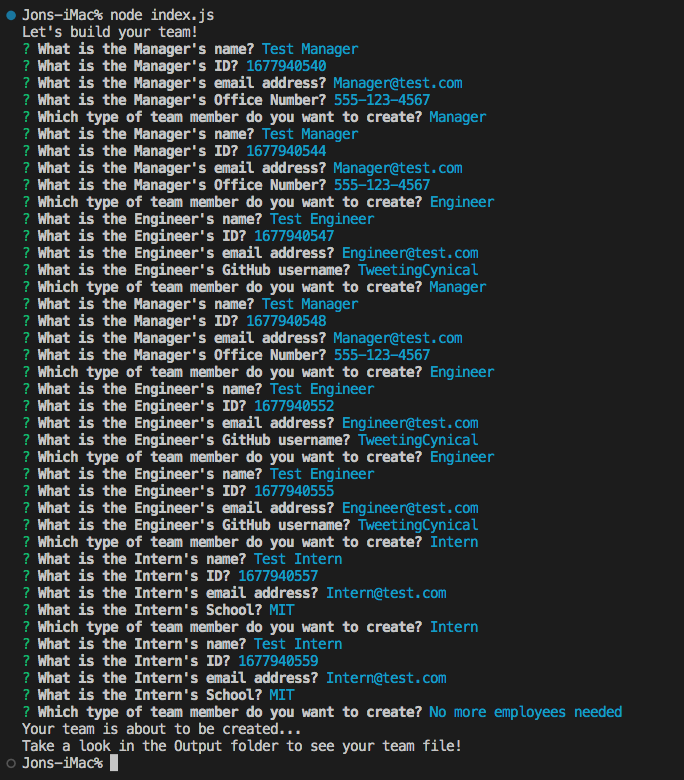 Jons-iMac% node index.js
Let's build your team!
? What is the Manager's name? Test Manager
? What is the Manager's ID? 1677940540
? What is the Manager's email address? Manager@test.com
? What is the Manager's Office Number? 555-123-4567
? Which type of team member do you want to create? Manager
? What is the Manager's name? Test Manager
? What is the Manager's ID? 1677940544
? What is the Manager's email address? Manager@test.com
? What is the Manager's Office Number? 555-123-4567
? Which type of team member do you want to create? Engineer
? What is the Engineer's name? Test Engineer
? What is the Engineer's ID? 1677940547
? What is the Engineer's email address? Engineer@test.com
? What is the Engineer's GitHub username? TweetingCynical
? Which type of team member do you want to create? Manager
? What is the Manager's name? Test Manager
? What is the Manager's ID? 1677940548
? What is the Manager's email address? Manager@test.com
? What is the Manager's Office Number? 555-123-4567
? Which type of team member do you want to create? Engineer
? What is the Engineer's name? Test Engineer
? What is the Engineer's ID? 1677940552
? What is the Engineer's email address? Engineer@test.com
? What is the Engineer's GitHub username? TweetingCynical
? Which type of team member do you want to create? Engineer
? What is the Engineer's name? Test Engineer
? What is the Engineer's ID? 1677940555
? What is the Engineer's email address? Engineer@test.com
? What is the Engineer's GitHub username? TweetingCynical
? Which type of team member do you want to create? Intern
? What is the Intern's name? Test Intern
? What is the Intern's ID? 1677940557
? What is the Intern's email address? Intern@test.com
? What is the Intern's School? MIT
? Which type of team member do you want to create? Intern
? What is the Intern's name? Test Intern
? What is the Intern's ID? 1677940559
? What is the Intern's email address? Intern@test.com
? What is the Intern's School? MIT
? Which type of team member do you want to create? No more employees needed
Your team is about to be created...
Take a look in the Output folder to see your team file!
Jons-iMac%